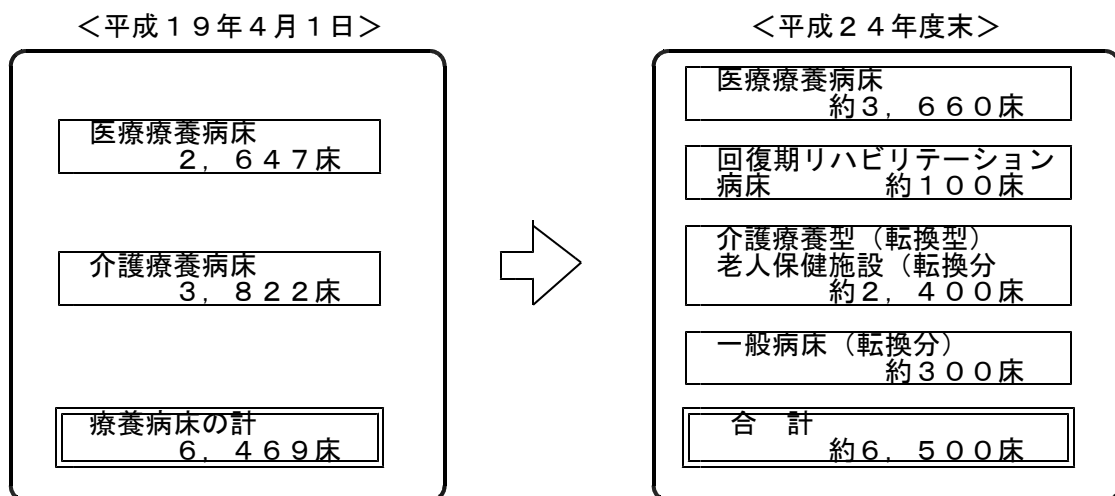 ＜平成１９年４月１日＞
医療療養病床
２，６４７床
介護療養病床
３，８２２床
療養病床の計
６，４６９床
＜平成２４年度末＞
医療療養病床
約３，６６０床
回復期リハビリテーション
病床　約１００床
介護療養型（転換型）
老人保健施設（転換分
約２，４００床
一般病床（転換分）
約３００床
合　計
約６，５００床